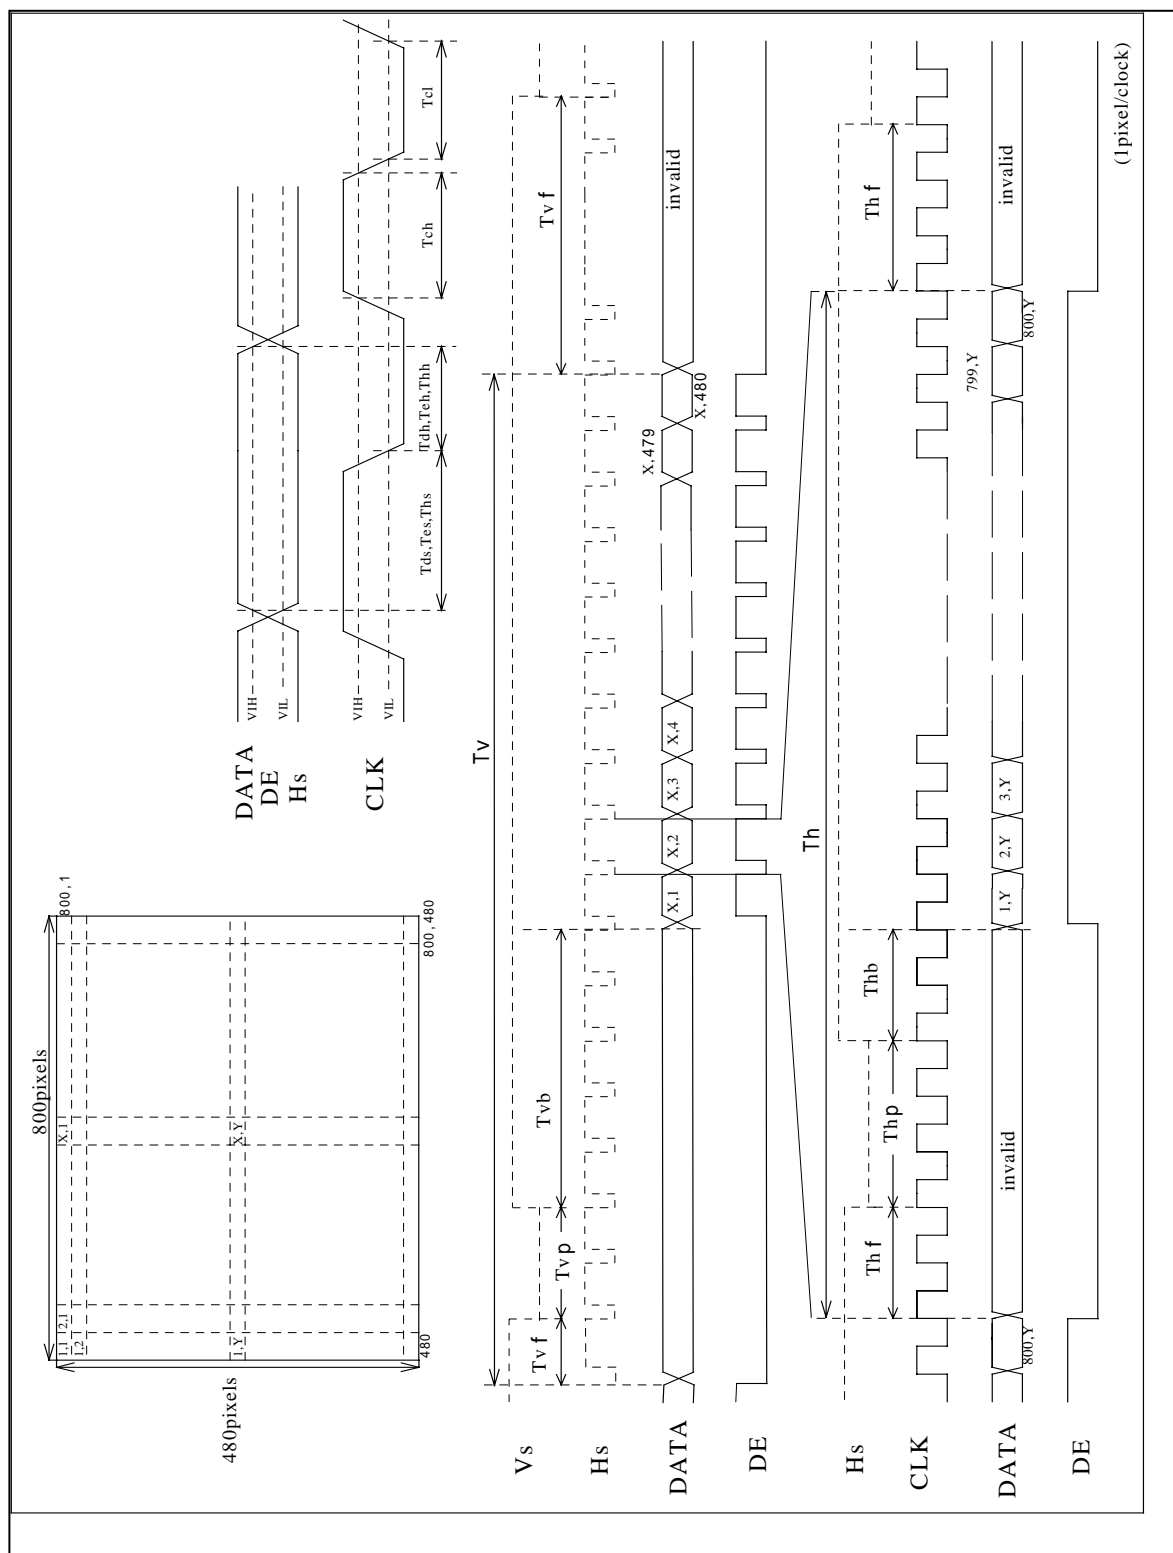 800pixels
480pixels
1,1
2,1
X,1
800,1
1,2
1,Y
X,Y
480
800,480
DATA
DE
Hs
VIH
VIL
Tds,Tes,Ths
Tdh,Teh,Thh
CLK
VIH
VIL
Tch
Tcl
Tv
Vs
Tvf
Tvp
Tvb
Tvf
Hs
DATA
X,1
X,2
X,3
X,4
X,479
X,480
invalid
DE
Th
Hs
Thf
Thp
Thb
Thf
CLK
DATA
800,Y
invalid
1,Y
2,Y
3,Y
799,Y
800,Y
invalid
DE
(1pixel/clock)